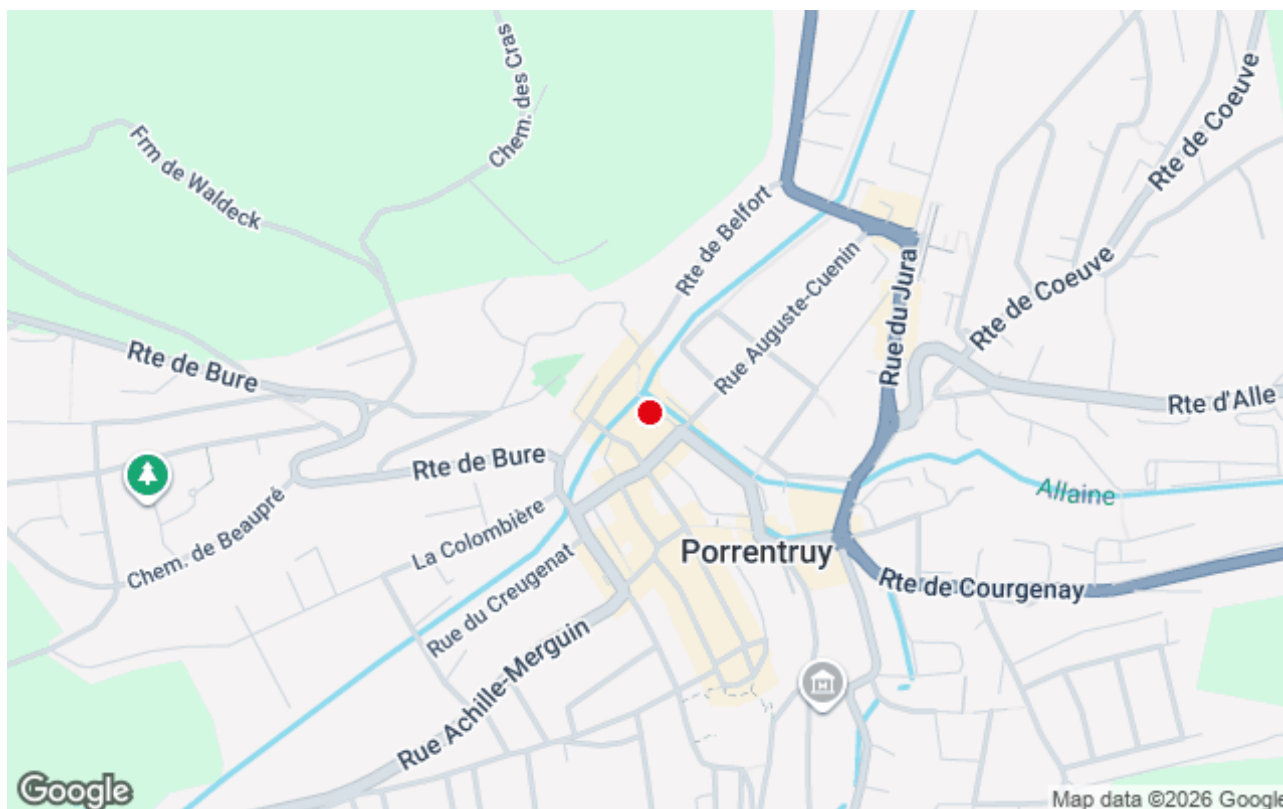 Chem. des Cras
Frm de Waldeck
Rte de Coeuve
Rte de Belfort
Rue Auguste-Cuenin
Rue du Jura
Rte de Coeuve
Rte de Bure
Rte d'Alle
Rte de Bure
Allaine
Chem. de Beaupré
La Colombière
Porrentruy
Rue du Creugenat
Rte de Courgenay
Rue Achille-Merguin
Google
Map data ©2026 Google